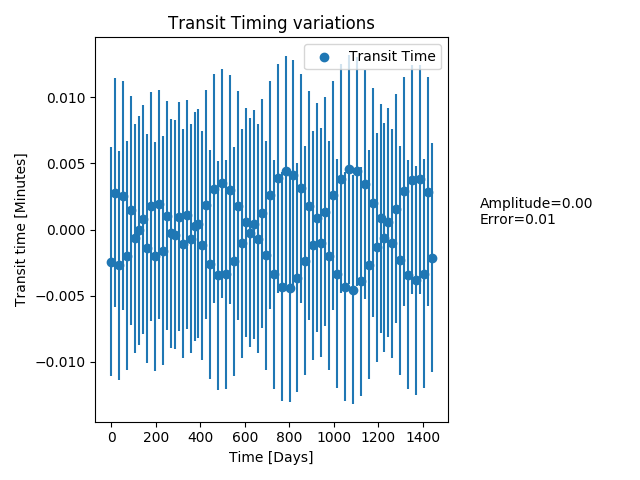 Transit Timing variations
Transit Time
0.010
0.005
0.000
−0.005
−0.010
Transit time [Minutes]
0 200 400 600 800 1000 1200 1400
Time [Days]
Amplitude=0.00
Error=0.01